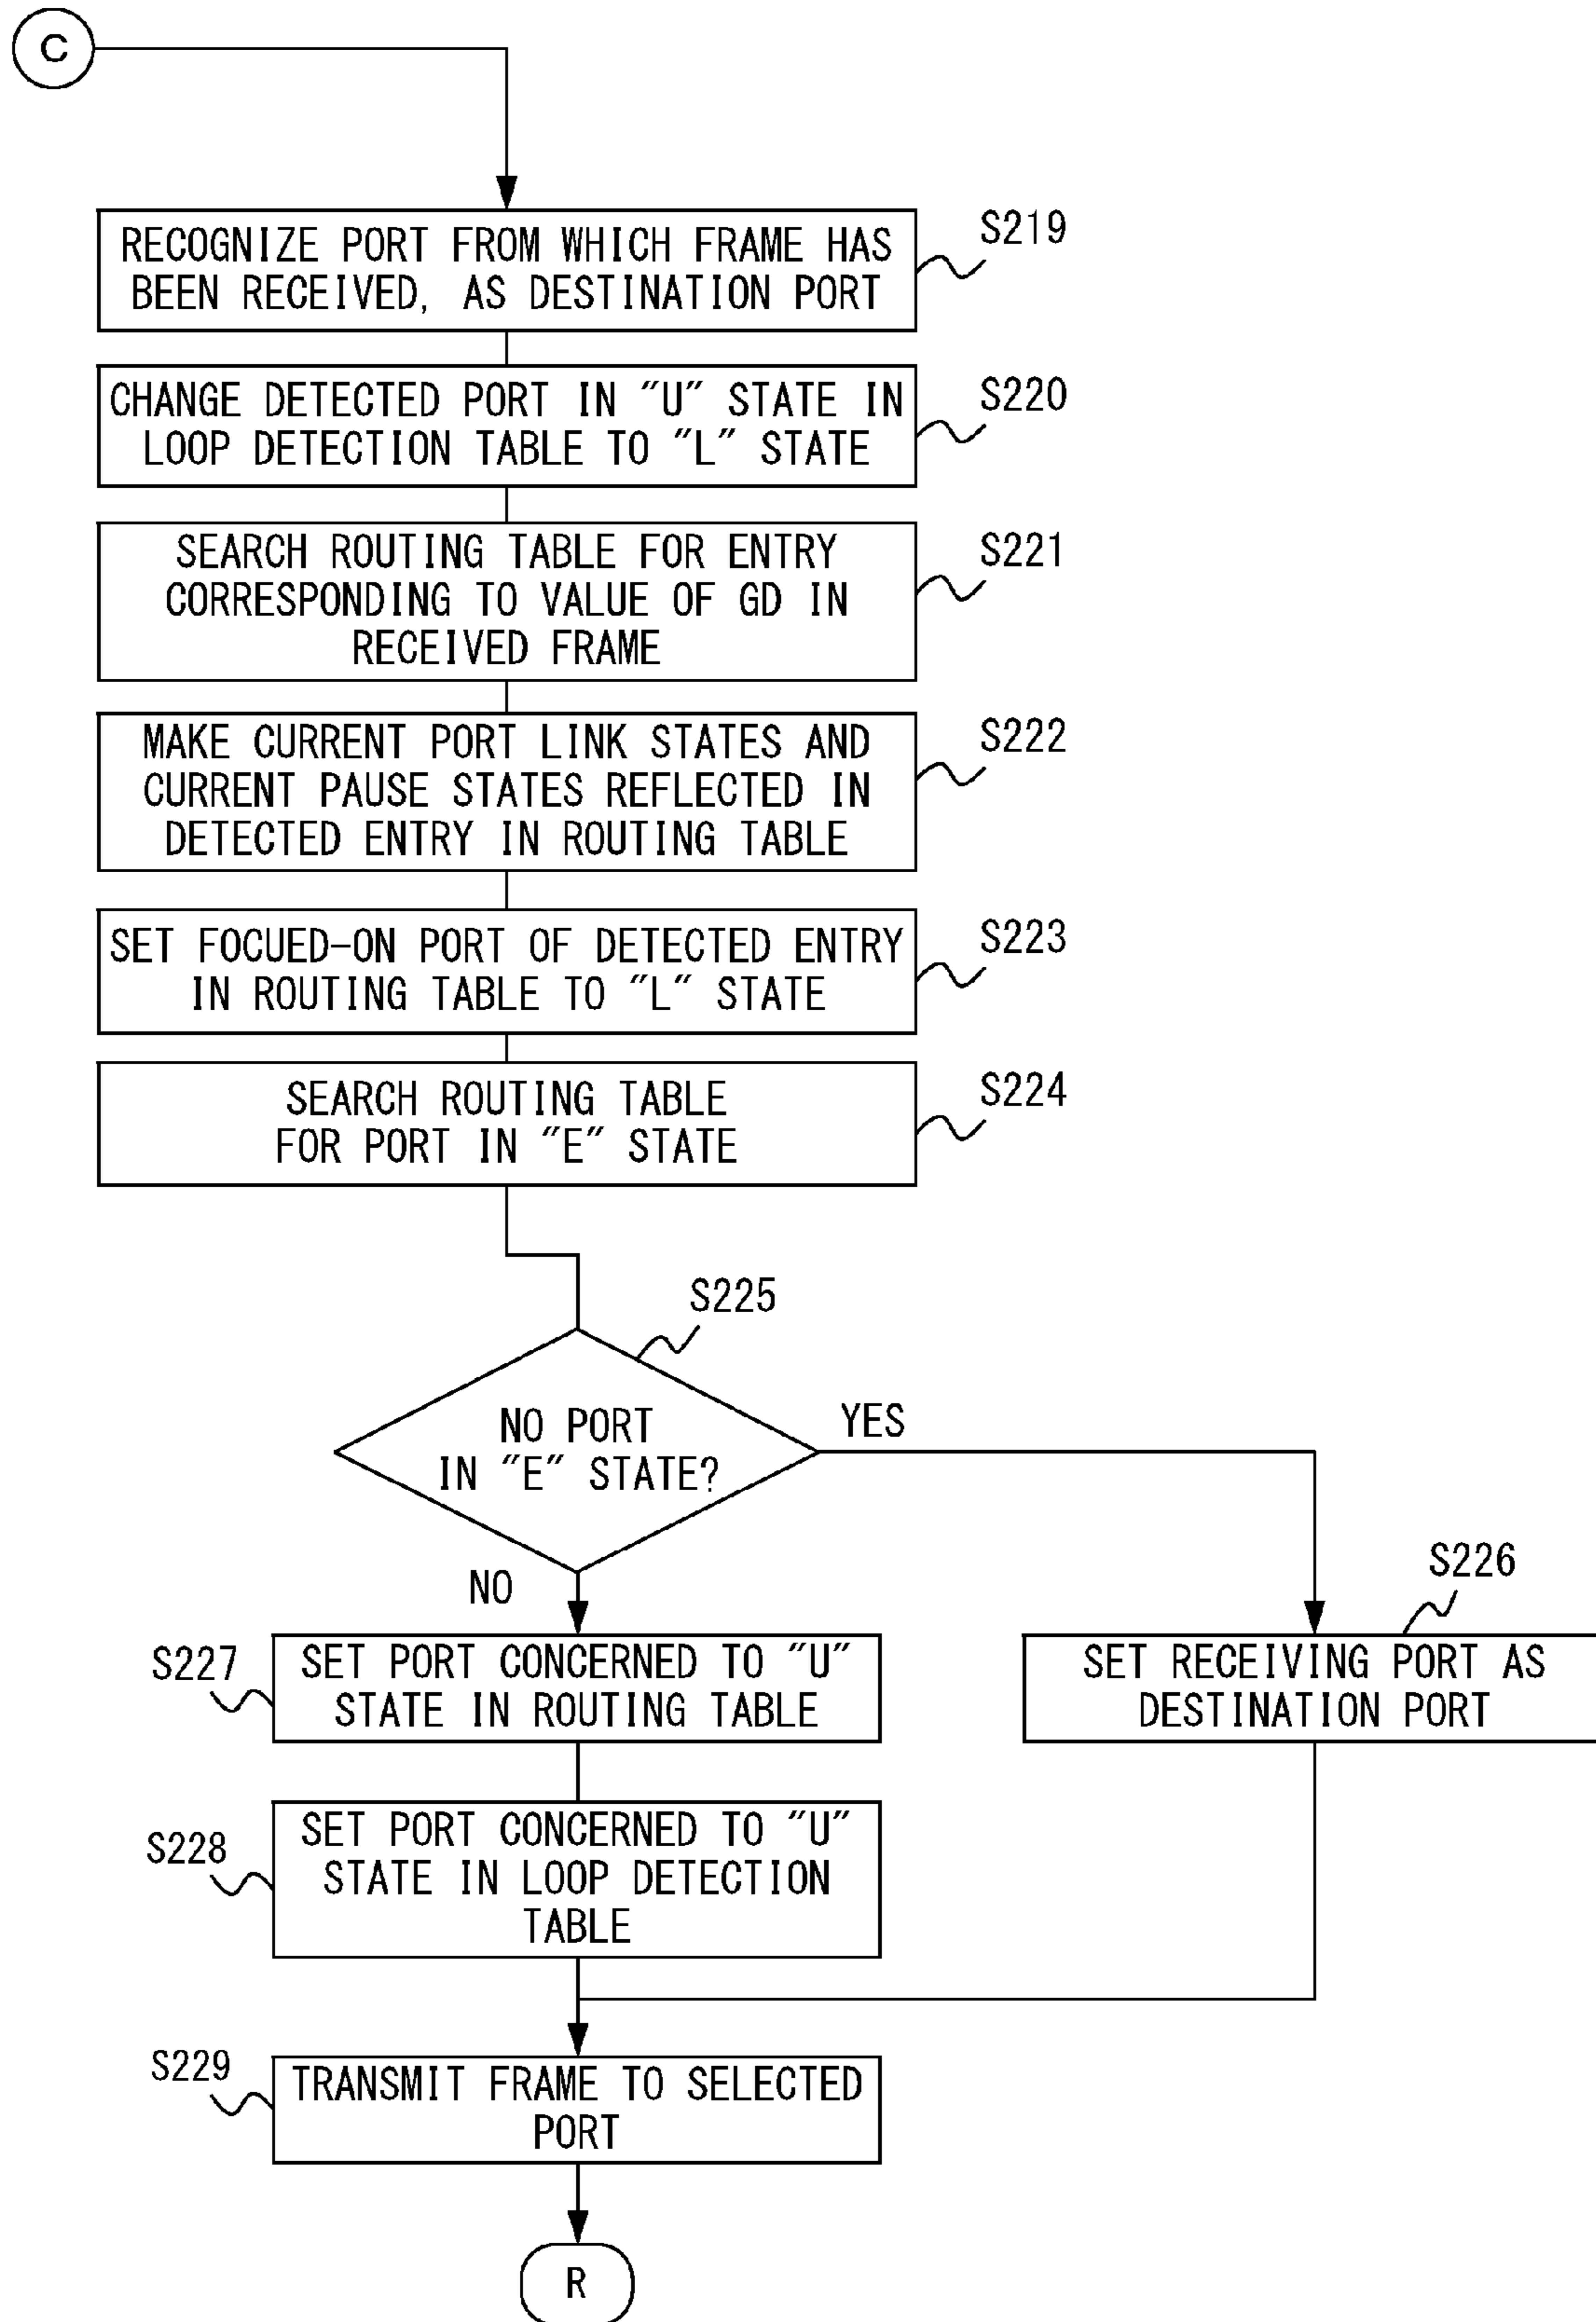 C
RECOGNIZE PORT FROM WHICH FRAME HAS
BEEN RECEIVED, AS DESTINATION PORT
S219
CHANGE DETECTED PORT IN "U" STATE IN
LOOP DETECTION TABLE TO "L" STATE
S220
SEARCH ROUTING TABLE FOR ENTRY
CORRESPONDING TO VALUE OF GD IN
RECEIVED FRAME
S221
MAKE CURRENT PORT LINK STATES AND
CURRENT PAUSE STATES REFLECTED IN
DETECTED ENTRY IN ROUTING TABLE
S222
SET FOCUED-ON PORT OF DETECTED ENTRY
IN ROUTING TABLE TO "L" STATE
S223
SEARCH ROUTING TABLE
FOR PORT IN "E" STATE
S224
S225
NO PORT
IN "E" STATE?
YES
NO
S226
SET RECEIVING PORT AS
DESTINATION PORT
S227
SET PORT CONCERNED TO "U"
STATE IN ROUTING TABLE
S228
SET PORT CONCERNED TO "U"
STATE IN LOOP DETECTION
TABLE
S229
TRANSMIT FRAME TO SELECTED
PORT
R